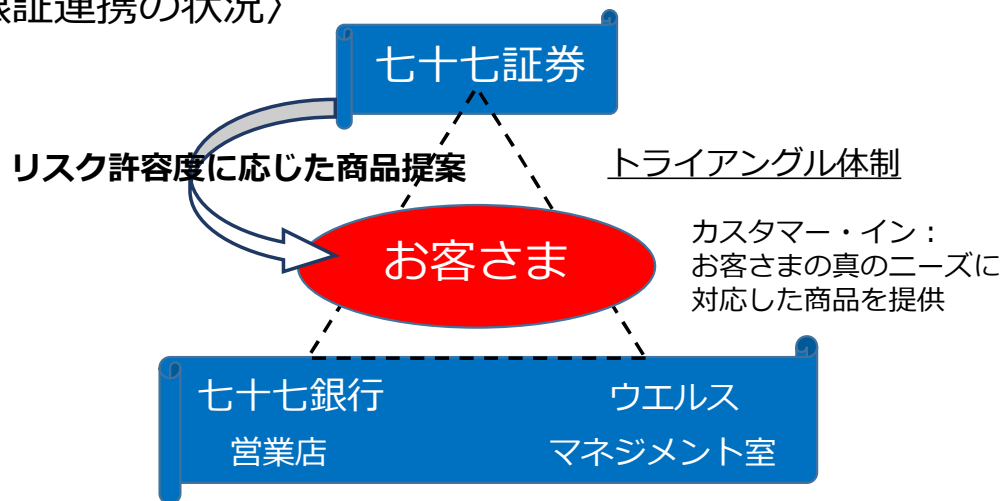 証連携の状況〉
七十七証券
リスク許容度に応じた商品提案
トライアングル体制
お客さま
カスタマー・イン：
お客さまの真のニーズに
対応した商品を提供
七十七銀行
営業店
ウエルス
マネジメント室